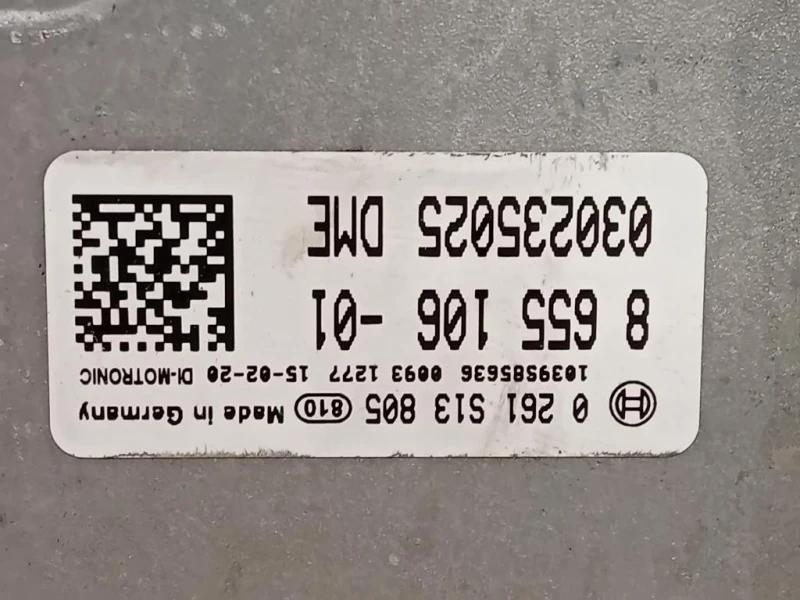 0 261 S13 805 810 Made in Germany
1039S85636 0093 1277 15-02-20 DI-MOTRONIC
8 655 106 -01
030235025 DME